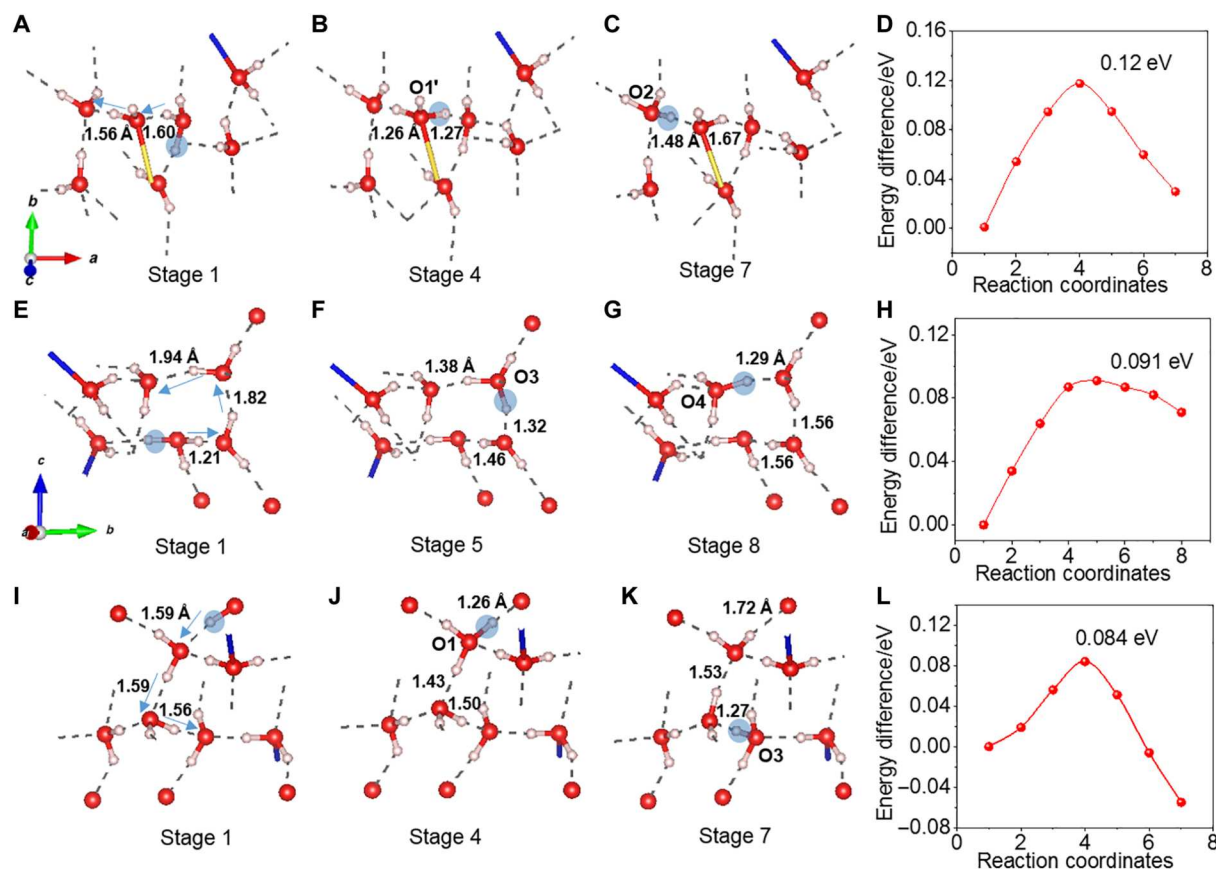 A
1.56 Å
1.60
b
a
c
Stage 1
B
O1'
1.26 Å
1.27
Stage 4
C
O2
1.48 Å
1.67
Stage 7
D
0.12 eV
Energy difference/eV
0.16
0.12
0.08
0.04
0.00
0 2 4 6 8
Reaction coordinates
E
1.94 Å
1.82
1.21
c
a
b
Stage 1
F
1.38 Å
O3
1.32
1.46
Stage 5
G
1.29 Å
O4
1.56
1.56
Stage 8
H
0.091 eV
Energy difference/eV
0.12
0.08
0.04
0.00
0 2 4 6 8
Reaction coordinates
I
1.59 Å
1.59
1.56
Stage 1
J
1.26 Å
O1
1.43
1.50
Stage 4
K
1.72 Å
1.53
1.27
O3
Stage 7
L
0.084 eV
Energy difference/eV
0.12
0.08
0.04
0.00
−0.04
−0.08
0 2 4 6 8
Reaction coordinates